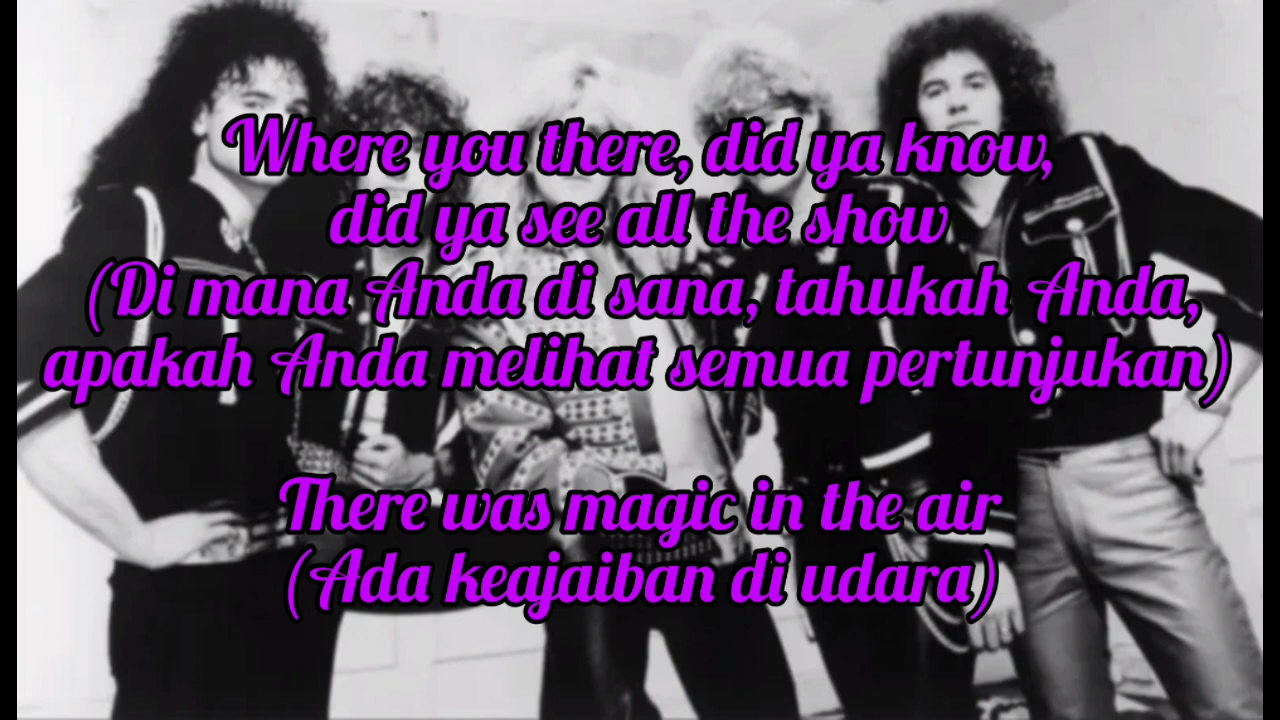 Where you there, did ya know,
did ya see all the show
(Di mana Anda di sana, tahukah Anda,
apakah Anda melihat semua pertunjukan)
There was magic in the air
(Ada keajaiban di udara)